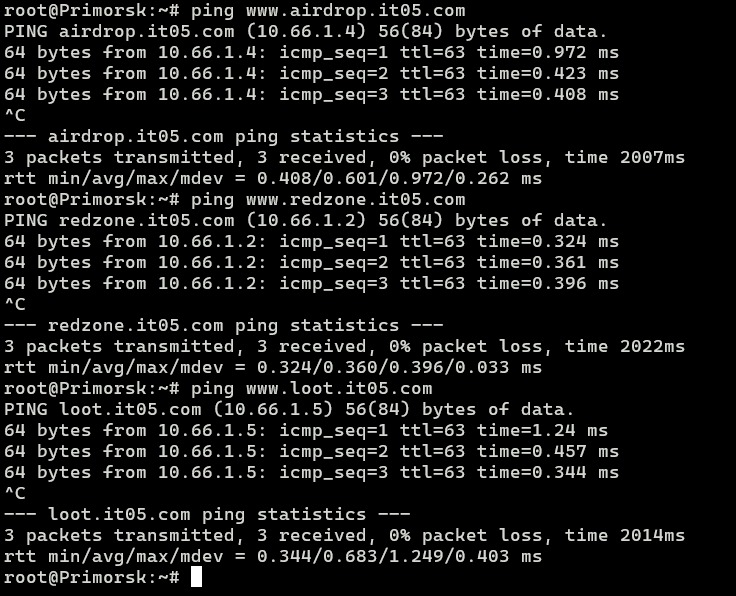 root@Primorsk:~# ping www.airdrop.it05.com
PING airdrop.it05.com (10.66.1.4) 56(84) bytes of data.
64 bytes from 10.66.1.4: icmp_seq=1 ttl=63 time=0.972 ms
64 bytes from 10.66.1.4: icmp_seq=2 ttl=63 time=0.423 ms
64 bytes from 10.66.1.4: icmp_seq=3 ttl=63 time=0.408 ms
^C
--- airdrop.it05.com ping statistics ---
3 packets transmitted, 3 received, 0% packet loss, time 2007ms
rtt min/avg/max/mdev = 0.408/0.601/0.972/0.262 ms
root@Primorsk:~# ping www.redzone.it05.com
PING redzone.it05.com (10.66.1.2) 56(84) bytes of data.
64 bytes from 10.66.1.2: icmp_seq=1 ttl=63 time=0.324 ms
64 bytes from 10.66.1.2: icmp_seq=2 ttl=63 time=0.361 ms
64 bytes from 10.66.1.2: icmp_seq=3 ttl=63 time=0.396 ms
^C
--- redzone.it05.com ping statistics ---
3 packets transmitted, 3 received, 0% packet loss, time 2022ms
rtt min/avg/max/mdev = 0.324/0.360/0.396/0.033 ms
root@Primorsk:~# ping www.loot.it05.com
PING loot.it05.com (10.66.1.5) 56(84) bytes of data.
64 bytes from 10.66.1.5: icmp_seq=1 ttl=63 time=1.24 ms
64 bytes from 10.66.1.5: icmp_seq=2 ttl=63 time=0.457 ms
64 bytes from 10.66.1.5: icmp_seq=3 ttl=63 time=0.344 ms
^C
--- loot.it05.com ping statistics ---
3 packets transmitted, 3 received, 0% packet loss, time 2014ms
rtt min/avg/max/mdev = 0.344/0.683/1.249/0.403 ms
root@Primorsk:~#